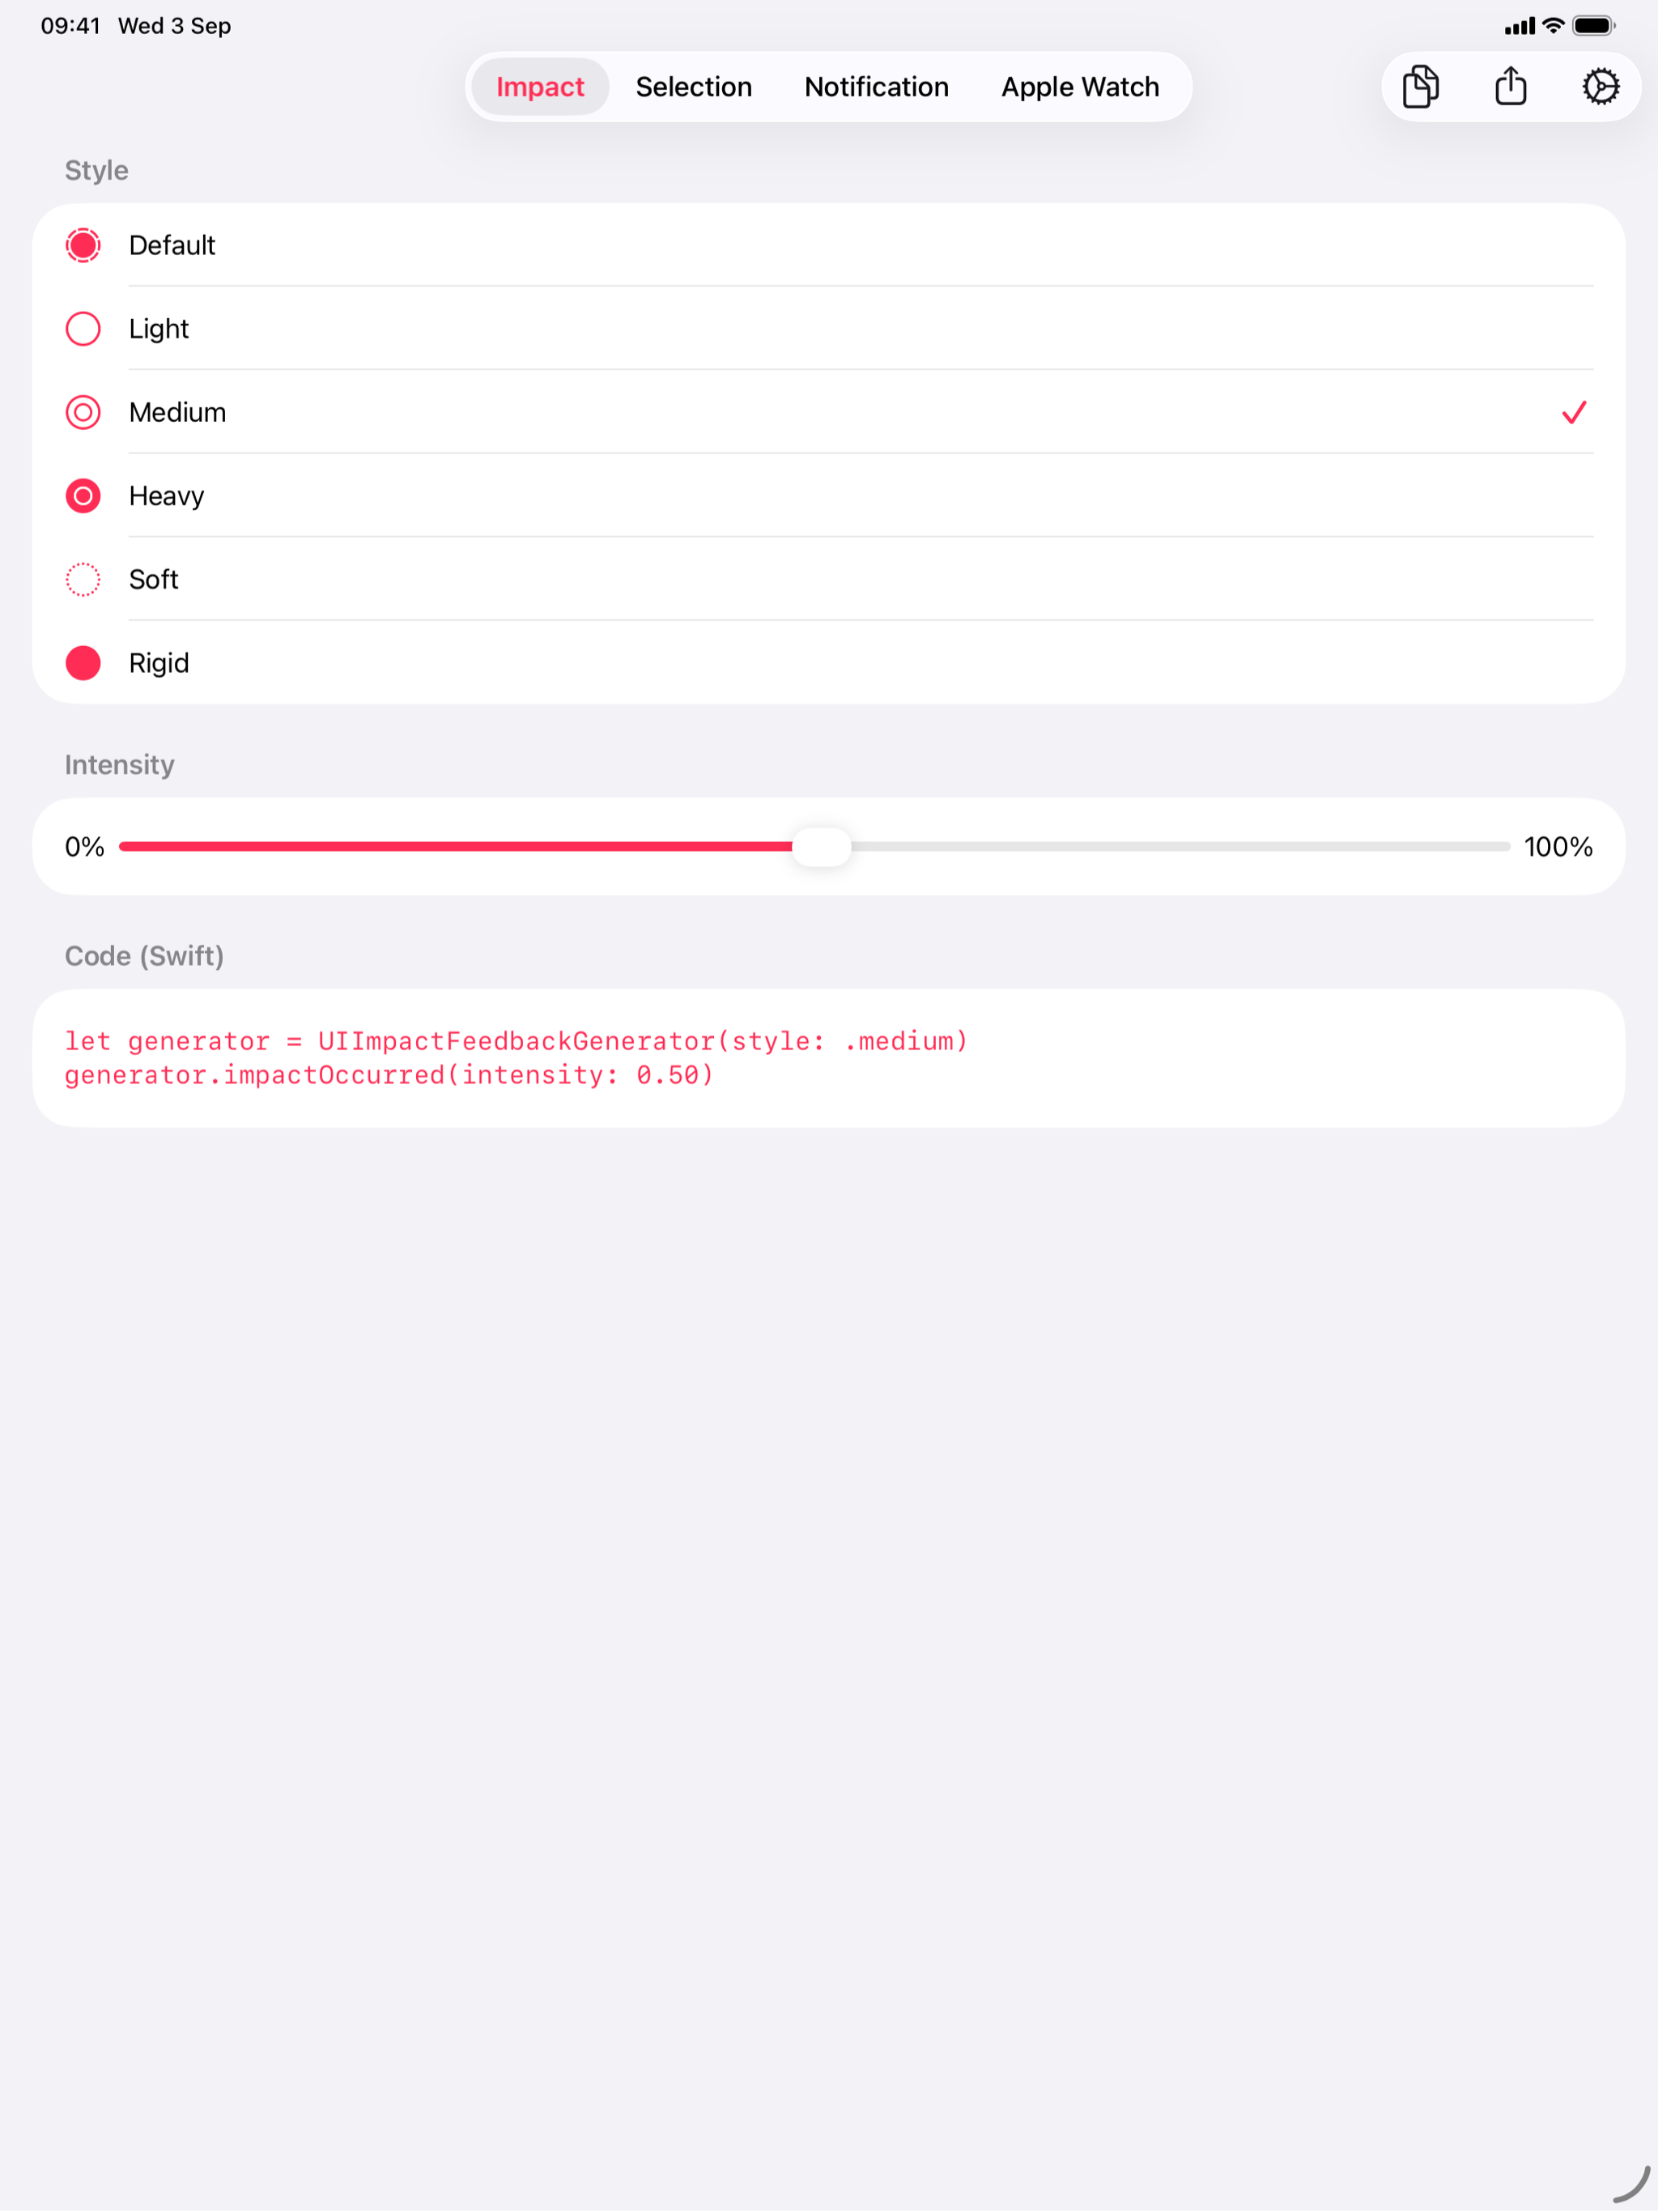 09:41 Wed 3 Sep
Impact Selection Notification Apple Watch
Style
Default
Light
Medium
Heavy
Soft
Rigid
Intensity
0% 100%
Code (Swift)
let generator = UIImpactFeedbackGenerator(style: .medium)
generator.impactOccurred(intensity: 0.50)